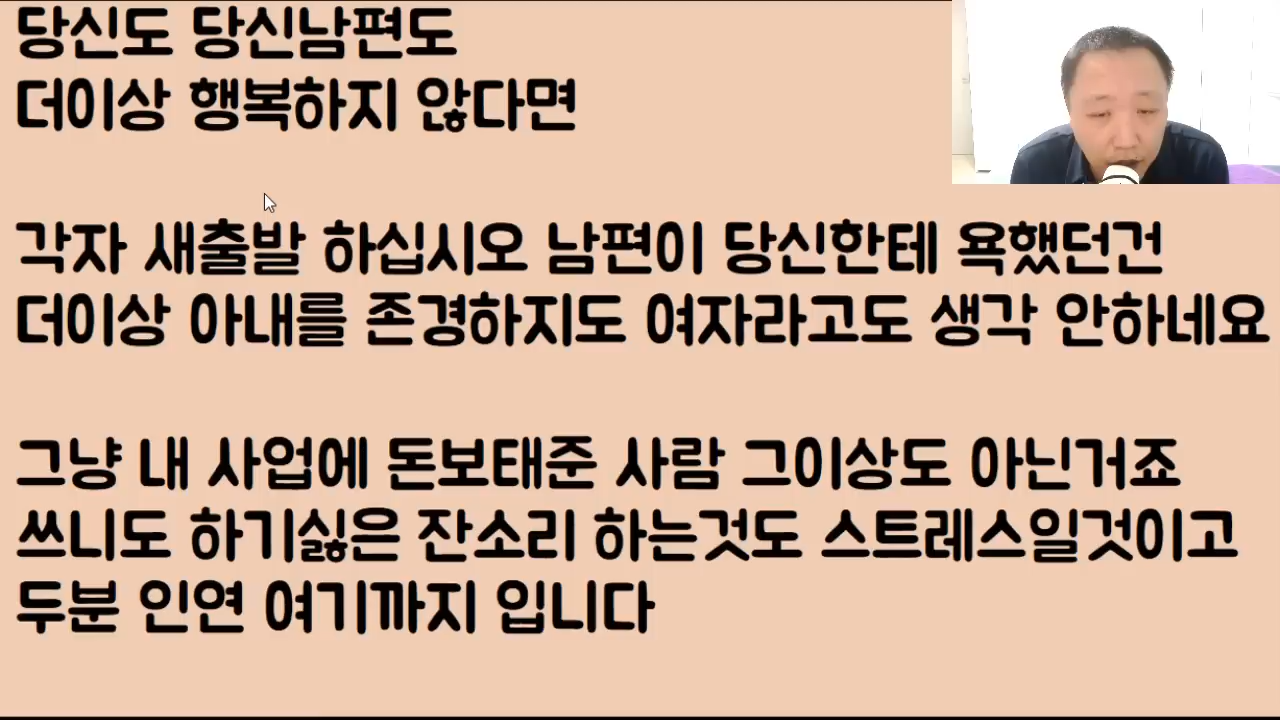 당신도 당신남편도
더이상 행복하지 않다면
각자 새출발 하십시오 남편이 당신한테 욕했던건
더이상 아내를 존경하지도 여자라고도 생각 안하네요
그냥 내 사업에 돈보태준 사람 그이상도 아닌거죠
쓰니도 하기싫은 잔소리 하는것도 스트레스일것이고
두분 인연 여기까지 입니다